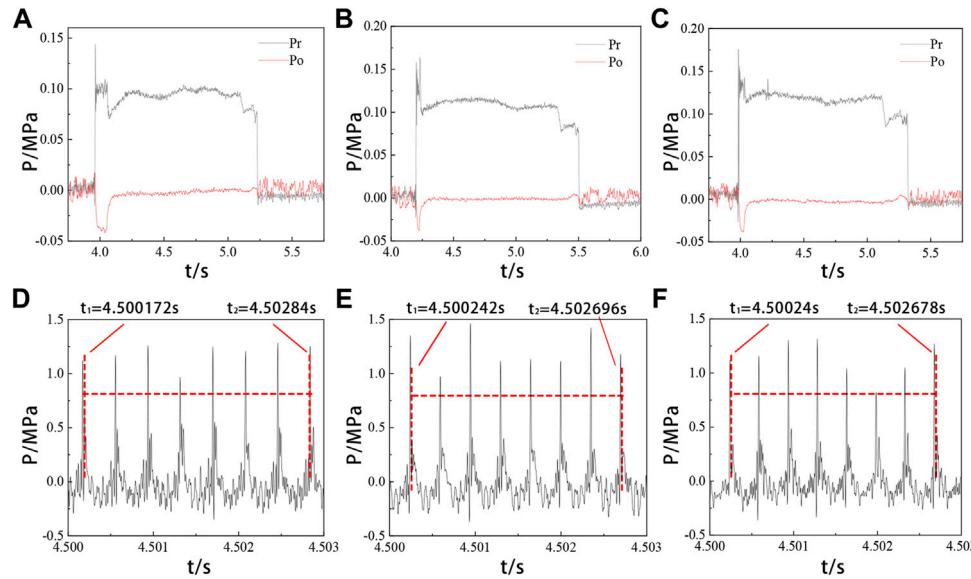 A
B
C
P/MPa
0.15
0.10
0.05
0.00
-0.05
Pr
Po
4.0
4.5
5.0
5.5
t/s
P/MPa
0.20
0.15
0.10
0.05
0.00
-0.05
Pr
Po
4.0
4.5
5.0
5.5
6.0
t/s
P/MPa
0.20
0.15
0.10
0.05
0.00
-0.05
Pr
Po
4.0
4.5
5.0
5.5
t/s
D
t₁=4.500172s
t₂=4.50284s
P/MPa
1.5
1.0
0.5
0.0
-0.5
4.500
4.501
4.502
4.503
t/s
E
t₁=4.500242s
t₂=4.502696s
P/MPa
1.5
1.0
0.5
0.0
-0.5
4.500
4.501
4.502
4.503
t/s
F
t₁=4.50024s
t₂=4.502678s
P/MPa
1.5
1.0
0.5
0.0
-0.5
4.500
4.501
4.502
t/s